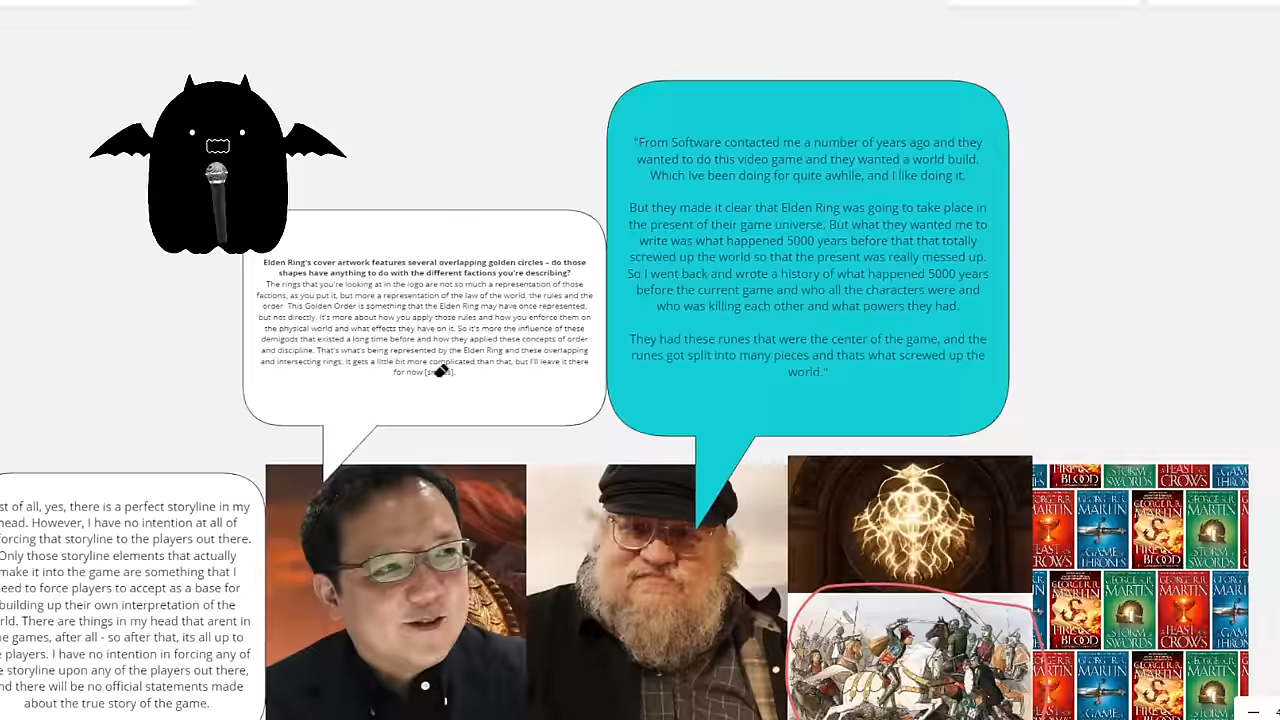 "From Software contacted me a number of years ago and they
wanted to do this video game and they wanted a world build.
Which Ive been doing for quite awhile, and I like doing it.
But they made it clear that Elden Ring was going to take place in
the present of their game universe. But what they wanted me to
write was what happened 5000 years before that that totally
screwed up the world so that the present was really messed up.
So I went back and wrote a history of what happened 5000 years
before the current game and who all the characters were and
who was killing each other and what powers they had.
They had these runes that were the center of the game, and the
runes got split into many pieces and thats what screwed up the
world."
Elden Ring's cover artwork features several overlapping golden circles – do those
shapes have anything to do with the different factions you're describing?
The rings that you're looking at in the logo are not so much a representation of those
factions, as you put it, but more a representation of the law of the world, the rules and the
order. This Golden Order is something that the Elden Ring may have once represented,
but not directly. It's more about how you apply those rules and how you enforce them on
the physical world and what effects they have on it. So it's more the influence of these
demigods that existed a long time before and how they applied these concepts of order
and discipline. That's what's being represented by the Elden Ring and these overlapping
and intersecting rings. It gets a little bit more complicated than that, but I'll leave it there
for now
st of all, yes, there is a perfect storyline in my
head. However, I have no intention at all of
forcing that storyline to the players out there.
Only those storyline elements that actually
make it into the game are something that I
need to force players to accept as a base for
building up their own interpretation of the
rld. There are things in my head that arent in
e games, after all - so after that, its all up to
players. I have no intention in forcing any of
e storyline upon any of the players out there,
nd there will be no official statements made
about the true story of the game.
STORM SWORDS
FEAST CROWS
GAME THRONES
GEORGE R.R. MARTIN
FIRE & BLOOD